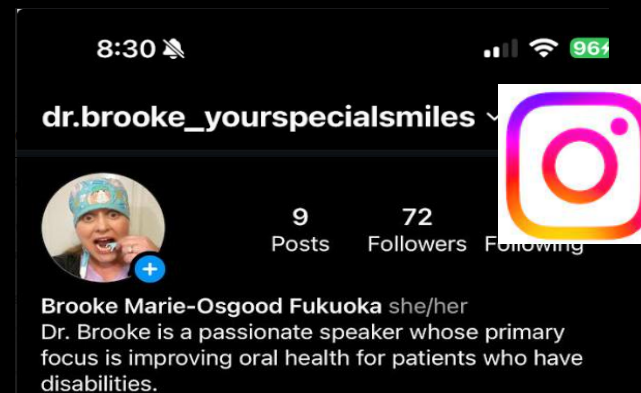 8:30
96
dr.brooke_yourspecialsmiles
9
72
Posts
Followers
Following
Brooke Marie-Osgood Fukuoka she/her
Dr. Brooke is a passionate speaker whose primary
focus is improving oral health for patients who have
disabilities.